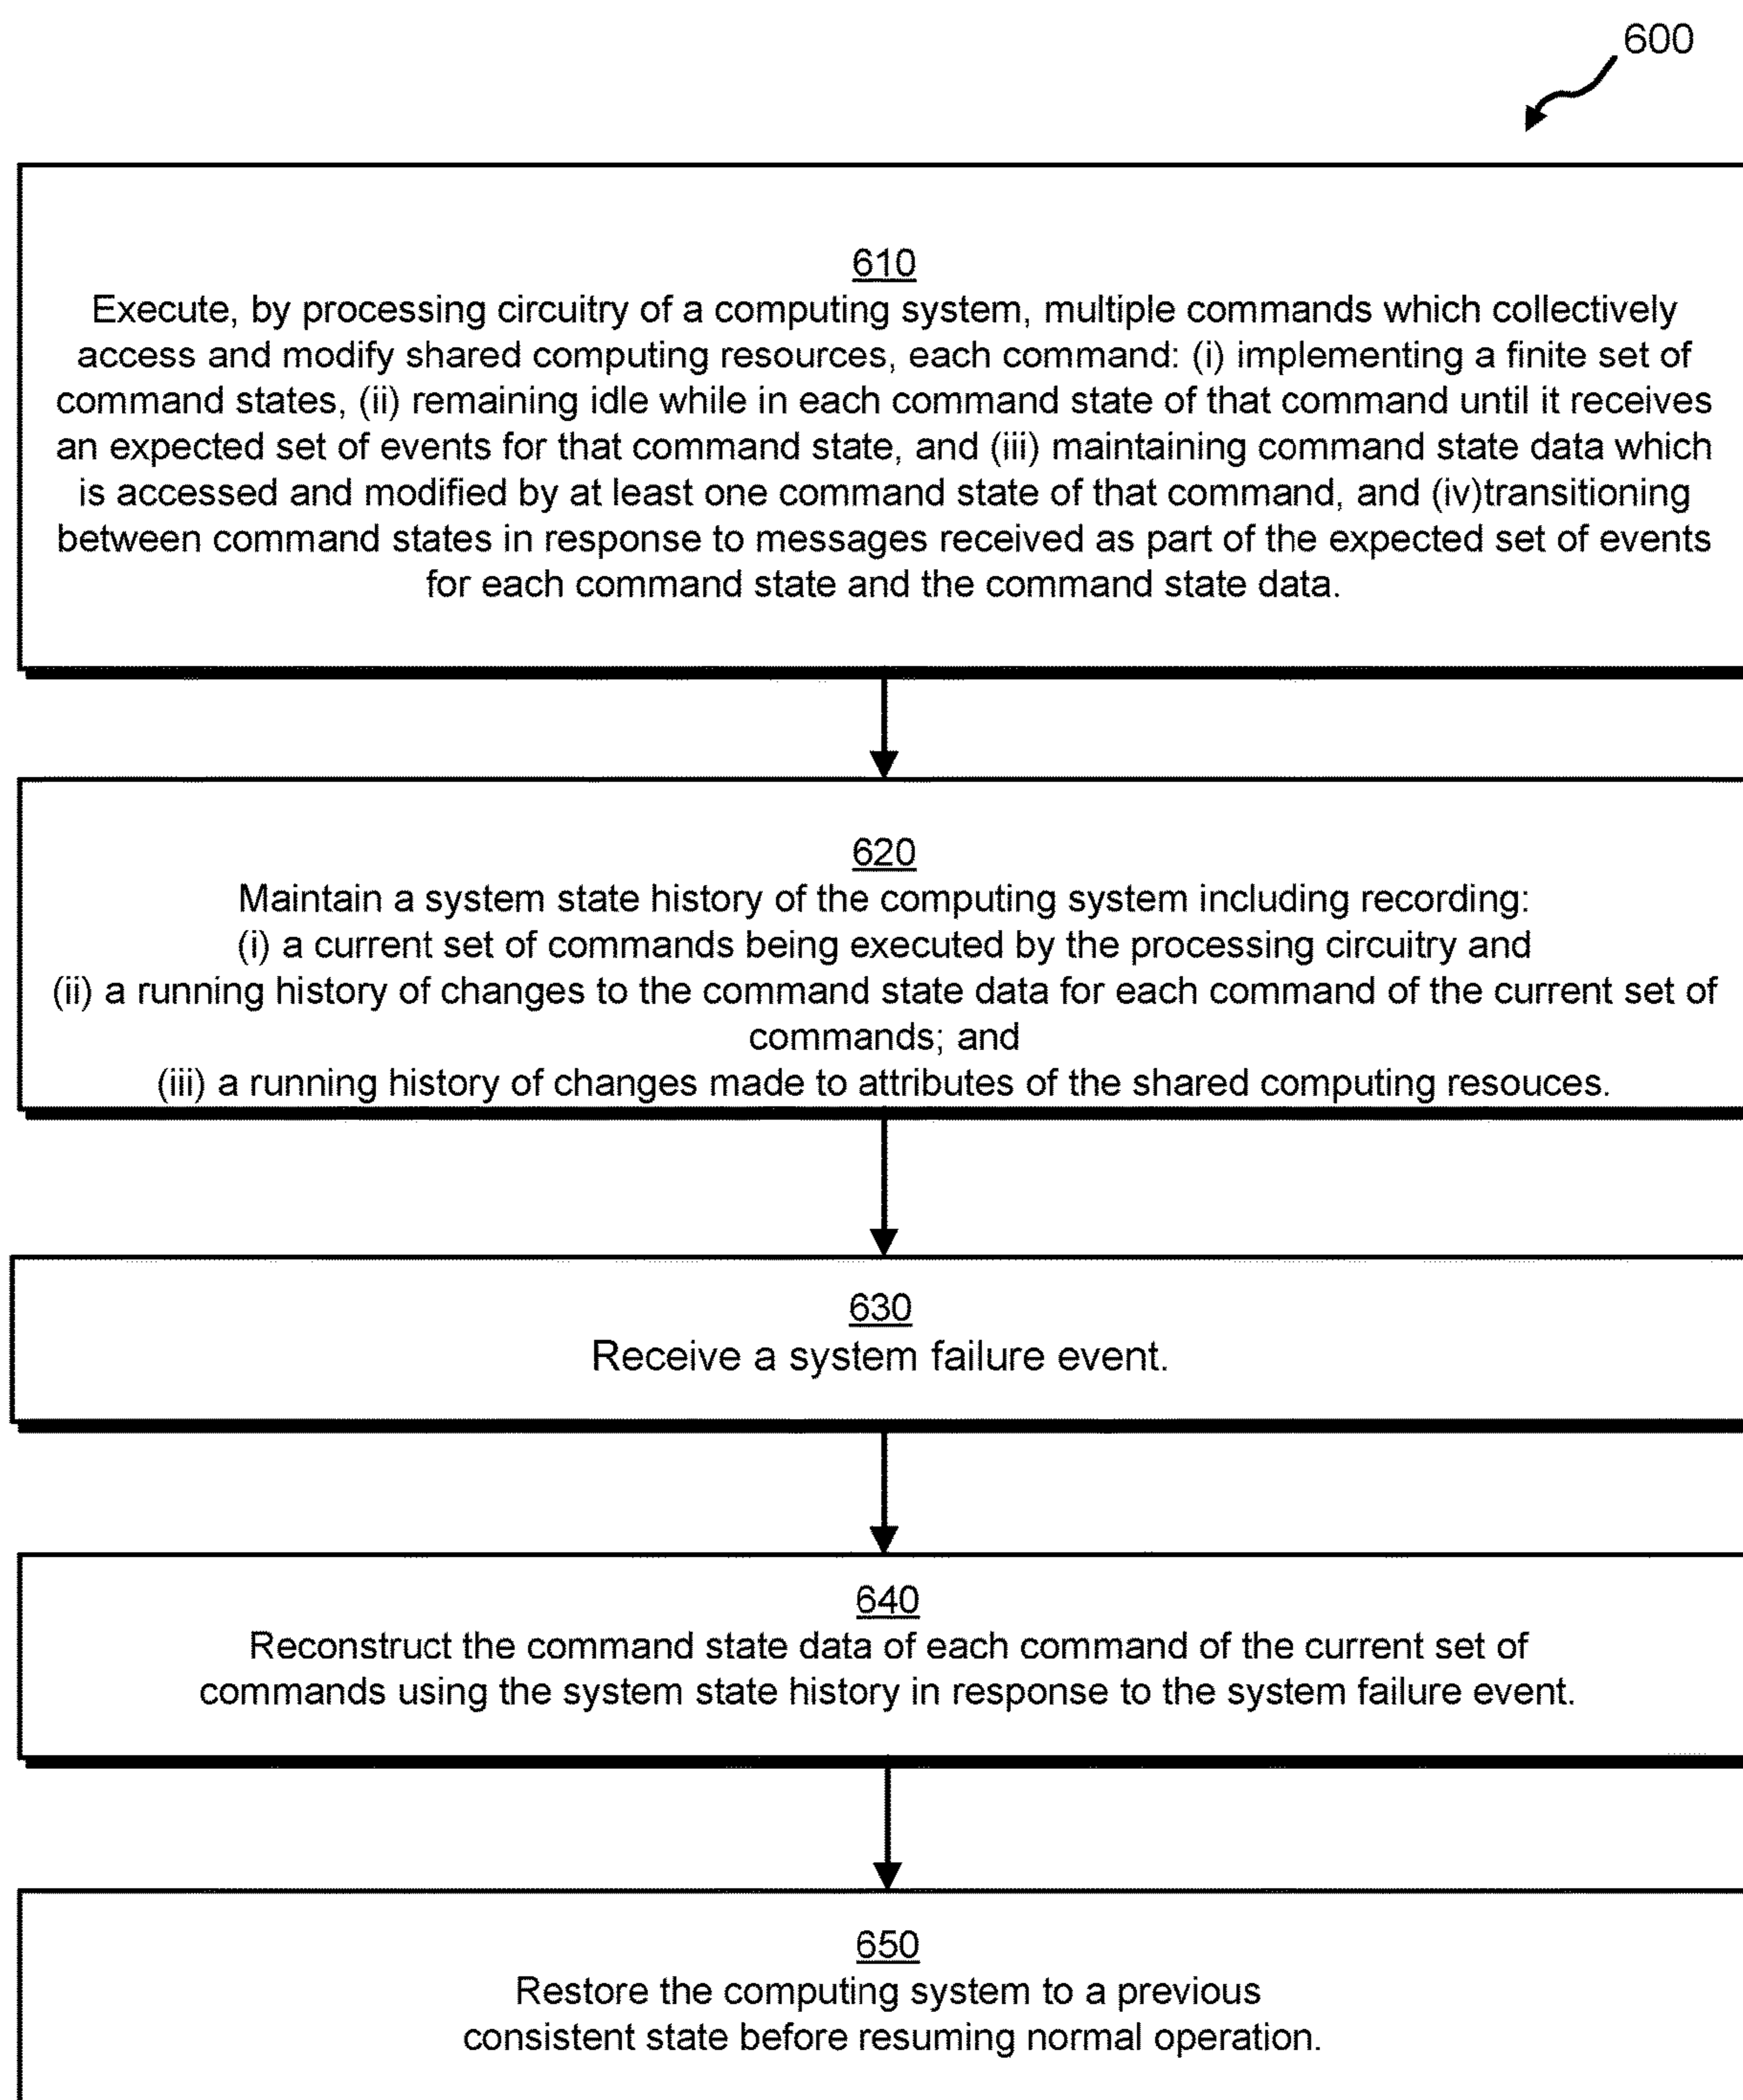 600
610
Execute, by processing circuitry of a computing system, multiple commands which collectively
access and modify shared computing resources, each command: (i) implementing a finite set of
command states, (ii) remaining idle while in each command state of that command until it receives
an expected set of events for that command state, and (iii) maintaining command state data which
is accessed and modified by at least one command state of that command, and (iv)transitioning
between command states in response to messages received as part of the expected set of events
for each command state and the command state data.
620
Maintain a system state history of the computing system including recording:
(i) a current set of commands being executed by the processing circuitry and
(ii) a running history of changes to the command state data for each command of the current set of
commands; and
(iii) a running history of changes made to attributes of the shared computing resouces.
630
Receive a system failure event.
640
Reconstruct the command state data of each command of the current set of
commands using the system state history in response to the system failure event.
650
Restore the computing system to a previous
consistent state before resuming normal operation.